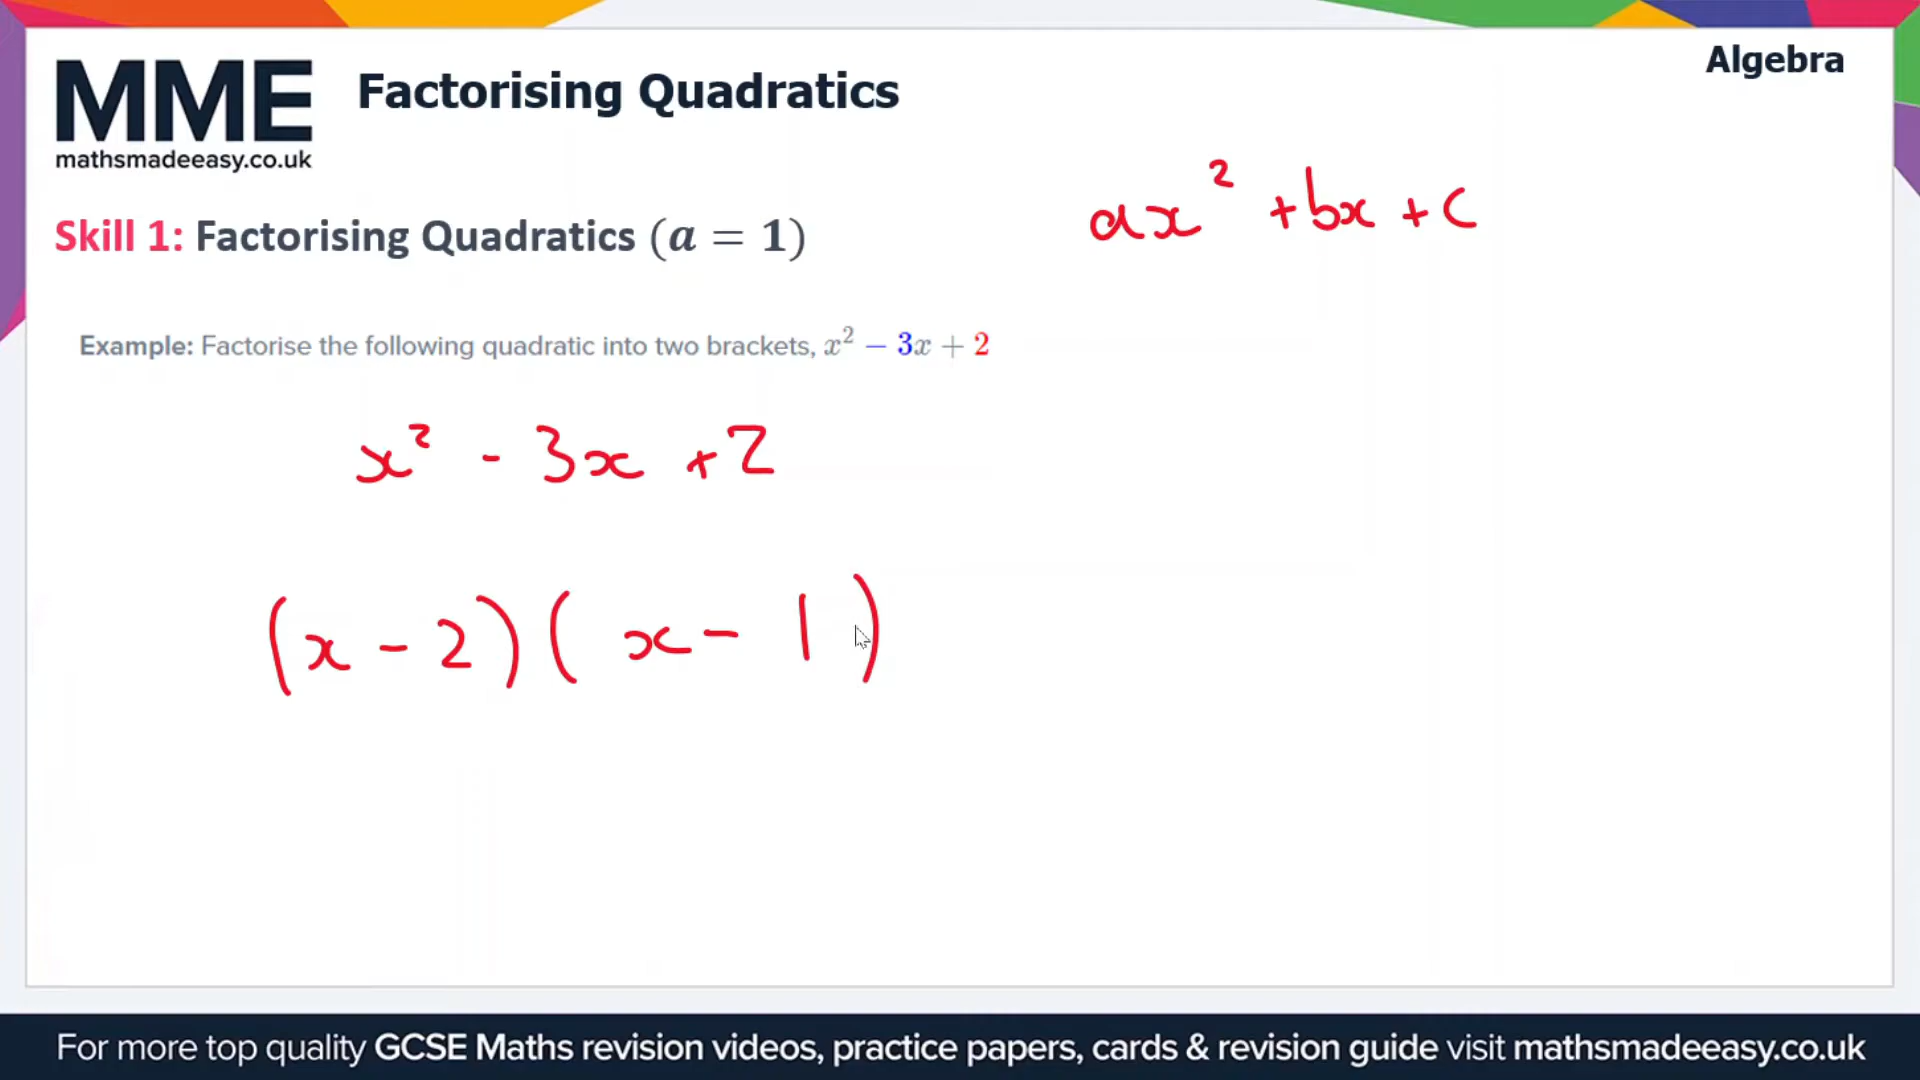 MME
mathsmadeeasy.co.uk
Factorising Quadratics
Algebra
ax² + bx + c
Skill 1: Factorising Quadratics (a = 1)
Example: Factorise the following quadratic into two brackets, x² − 3x + 2
x² - 3x + 2
(x - 2)(x - 1)
For more top quality GCSE Maths revision videos, practice papers, cards & revision guide visit mathsmadeeasy.co.uk